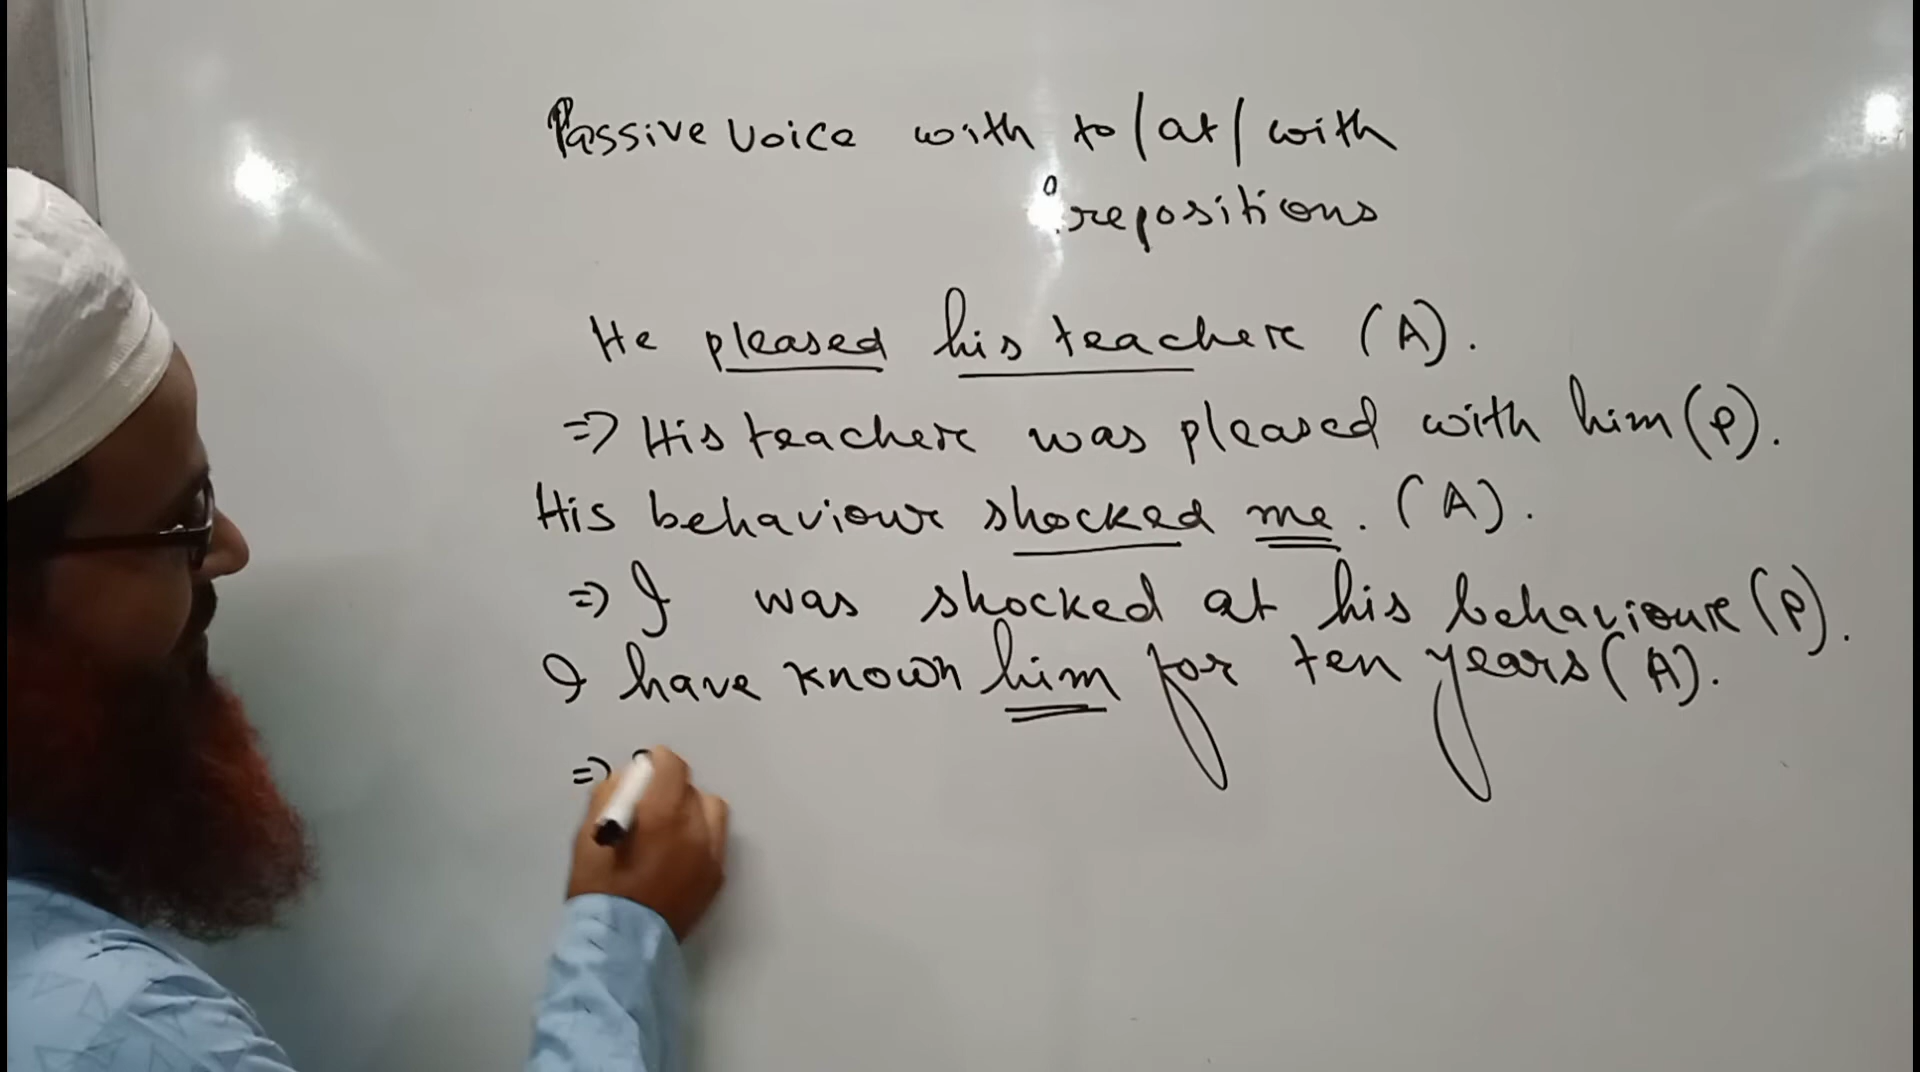 Passive voice with to/at/with
repositions
He pleased his teacher (A).
=> His teacher was pleased with him (P).
His behaviour shocked me. (A).
=> I was shocked at his behaviour (P).
I have known him for ten years (A).
=>